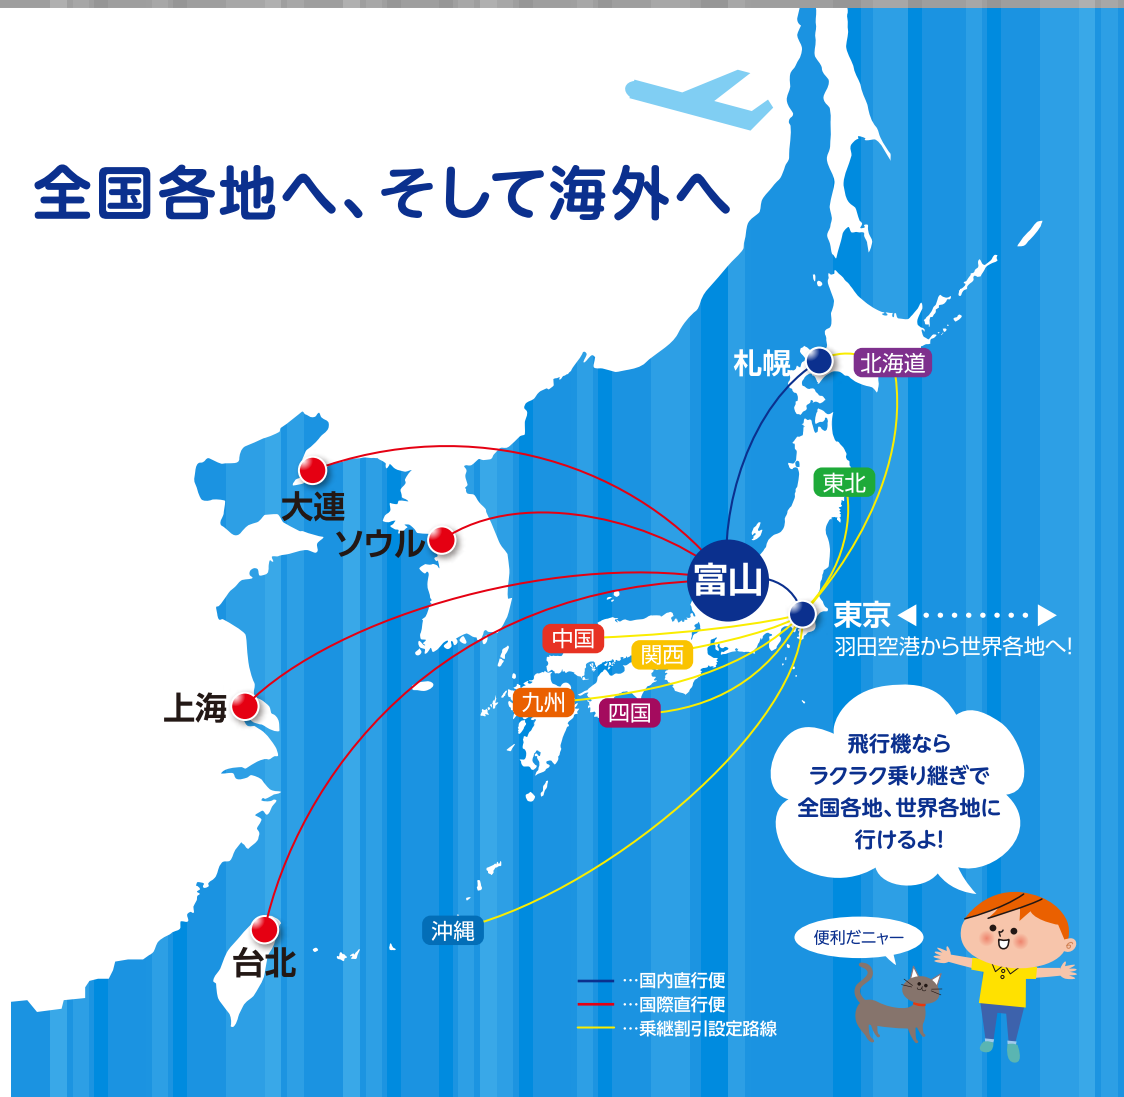 全国各地へ、そして海外へ
札幌
北海道
東北
大連
ソウル
富山
東京
羽田空港から世界各地へ!
中国
関西
九州
四国
上海
飛行機なら
ラクラク乗り継ぎで
全国各地、世界各地に
行けるよ!
沖縄
便利だニャー
台北
…国内直行便
…国際直行便
…乗継割引設定路線